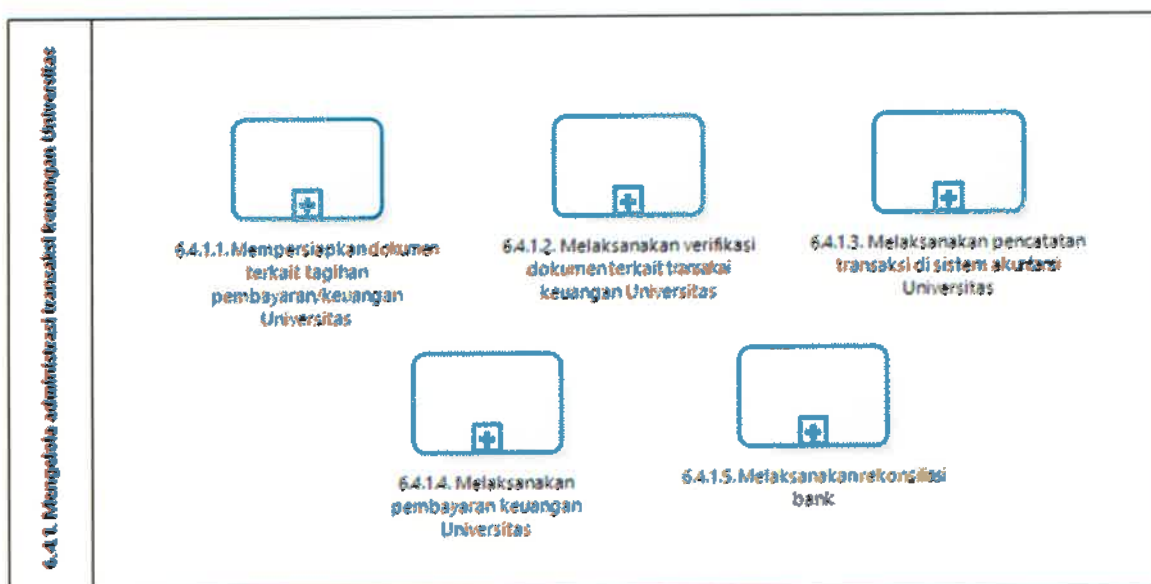 6.4.1. Mengelola administrasi transaksi keuangan Universitas
6.4.1.1. Mempersiapkan dokumen
terkait tagihan
pembayaran/keuangan
Universitas
6.4.1.2. Melaksanakan verifikasi
dokumen terkait transaksi
keuangan Universitas
6.4.1.3. Melaksanakan pencatatan
transaksi di sistem akuntansi
Universitas
6.4.1.4. Melaksanakan
pembayaran keuangan
Universitas
6.4.1.5. Melaksanakan rekonsiliasi
bank